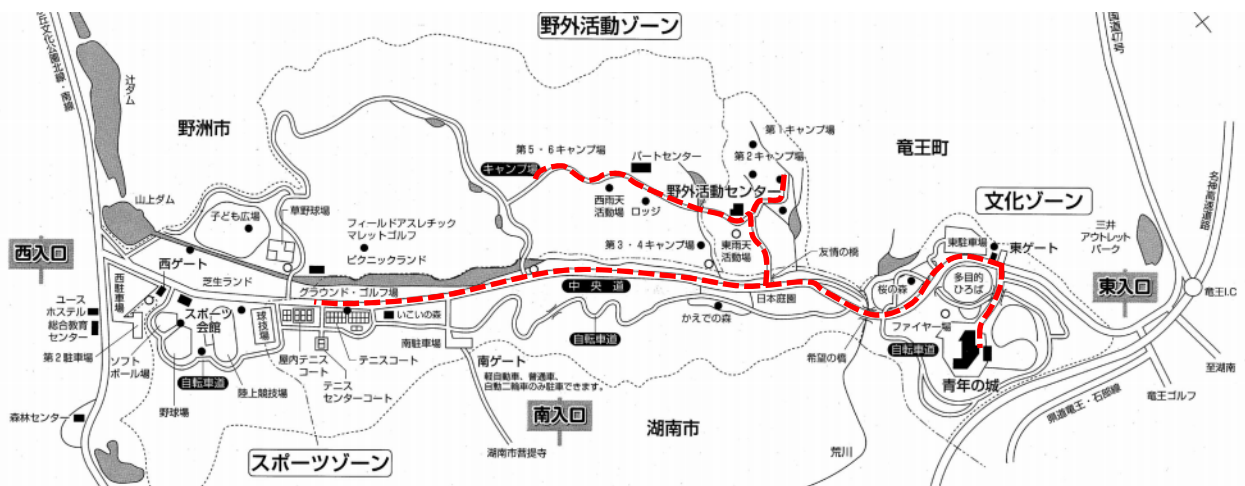 野外活動ゾーン
国道477号
辻ダム
野洲市
竜王町
第1キャンプ場
第2キャンプ場
第5・6キャンプ場
パートセンター
キャンプ場
野外活動センター
西雨天
活動場
ロッジ
文化ゾーン
名神高速道路
山上ダム
子ども広場
草野球場
フィールドアスレチック
マレットゴルフ
ピクニックランド
第3・4キャンプ場
東雨天
活動場
友情の橋
東駐車場
東ゲート
三井
アウトレット
パーク
西入口
西ゲート
西駐車場
芝生ランド
グラウンド・ゴルフ場
中央道
日本庭園
桜の森
多目的
ひろば
東入口
竜王I.C
ユース
ホステル
総合教育
センター
スポーツ
会館
球技場
いこいの森
かえでの森
ファイヤー場
第2駐車場
ソフト
ボール場
屋内テニス
コート
テニスコート
南駐車場
自転車道
希望の橋
自転車道
自転車道
陸上競技場
テニス
センターコート
南ゲート
軽自動車、普通車、
自動二輪車のみ駐車できます。
青年の城
至湖南
森林センター
野球場
南入口
湖南市
県道竜王・石部線
竜王ゴルフ
スポーツゾーン
湖南市菩提寺
荒川